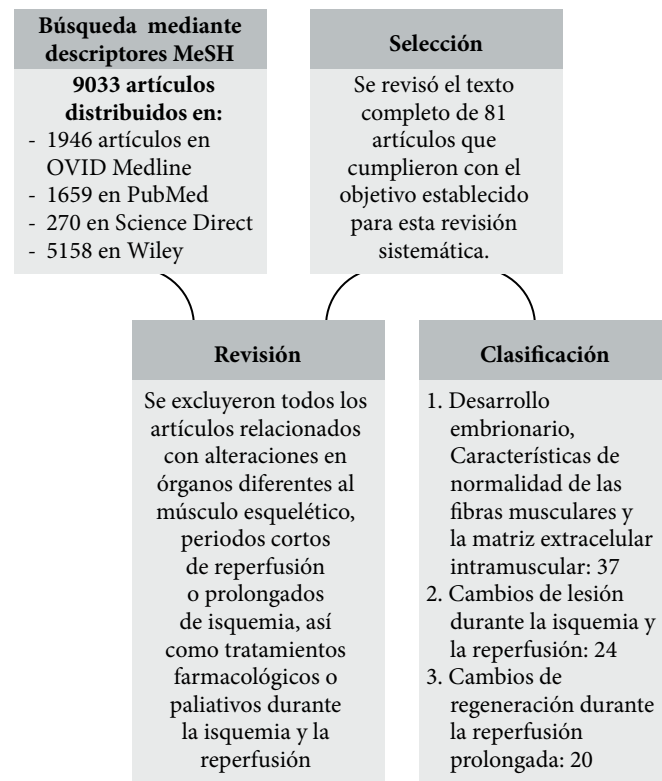 Búsqueda mediante
descriptores MeSH
9033 artículos
distribuidos en:
- 1946 artículos en
OVID Medline
- 1659 en PubMed
- 270 en Science Direct
- 5158 en Wiley
Revisión
Se excluyeron todos los
artículos relacionados
con alteraciones en
órganos diferentes al
músculo esquelético,
periodos cortos
de reperfusión
o prolongados
de isquemia, así
como tratamientos
farmacológicos o
paliativos durante
la isquemia y la
reperfusión
Selección
Se revisó el texto
completo de 81
artículos que
cumplieron con el
objetivo establecido
para esta revisión
sistemática.
Clasificación
1. Desarrollo
embrionario,
Características de
normalidad de las
fibras musculares y
la matriz extracelular
intramuscular: 37
2. Cambios de lesión
durante la isquemia y
la reperfusión: 24
3. Cambios de
regeneración durante
la reperfusión
prolongada: 20